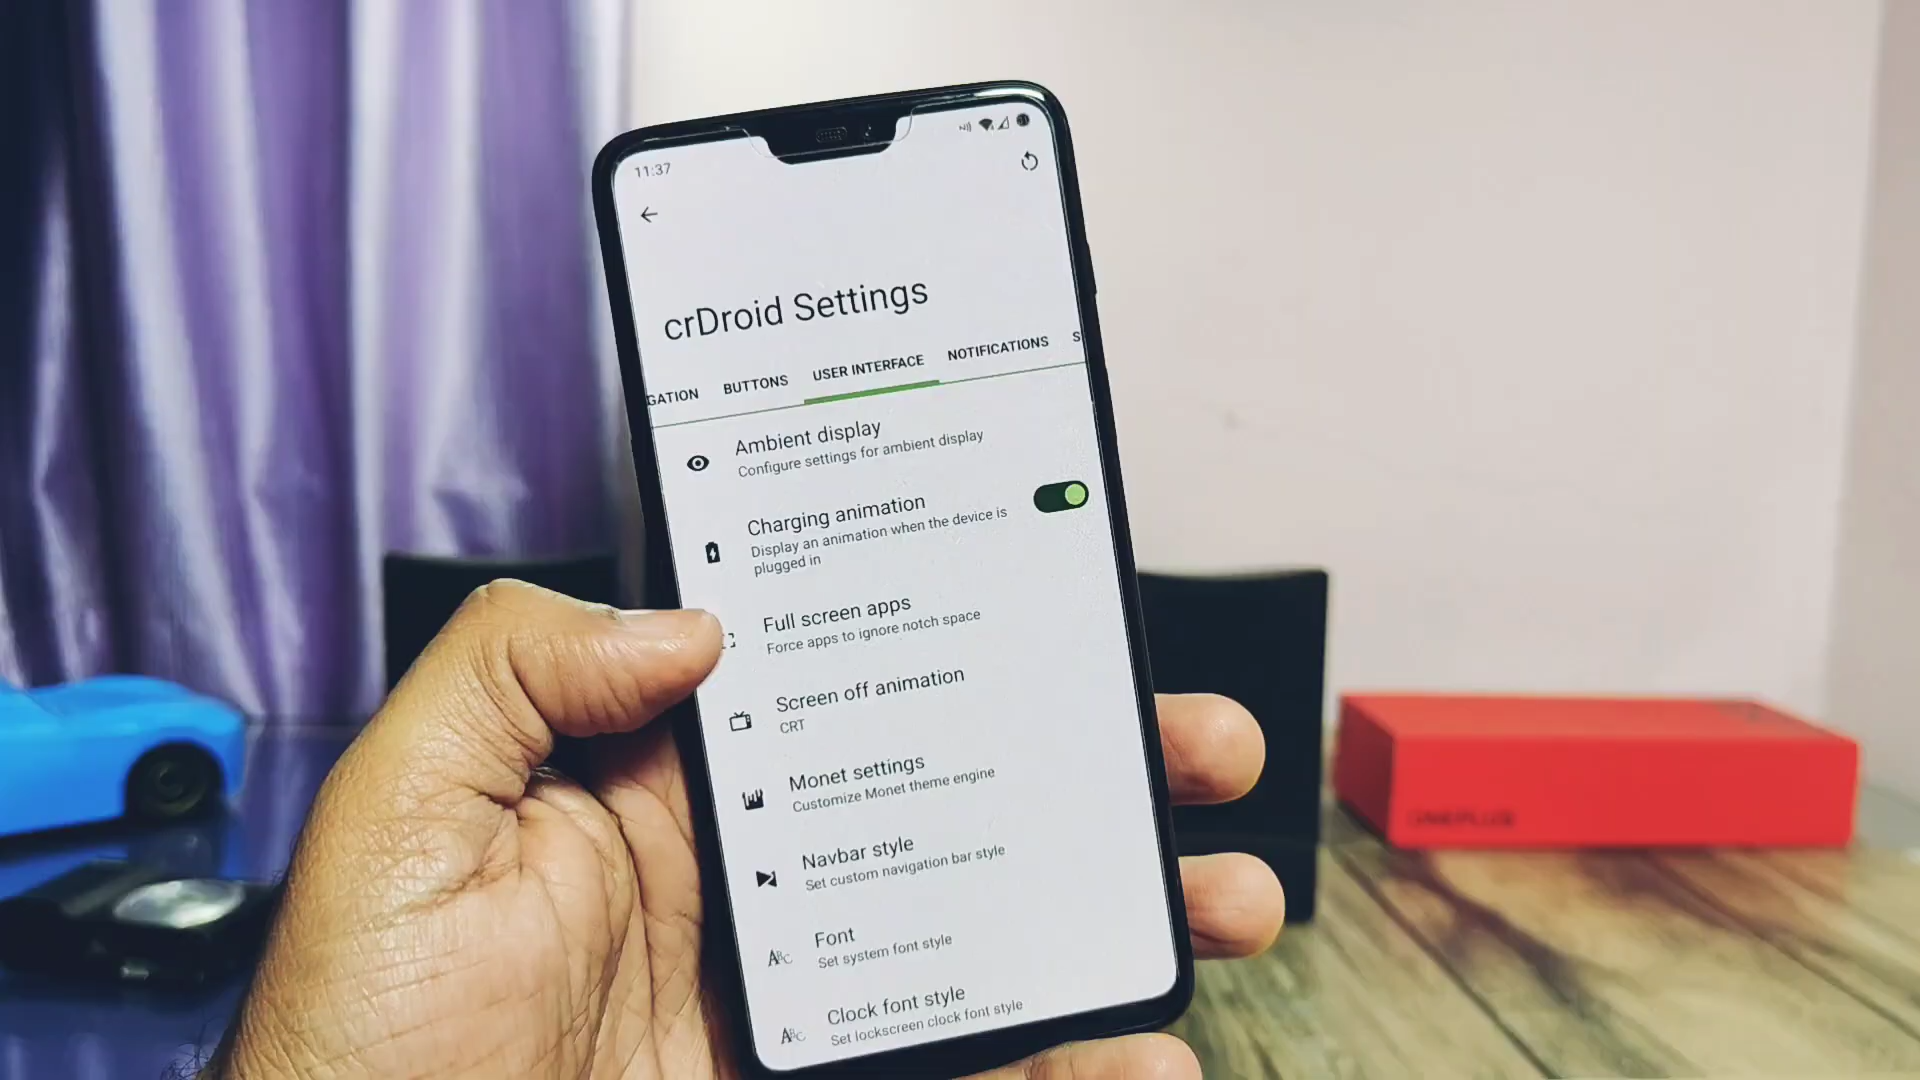 11:37
crDroid Settings
GATION BUTTONS USER INTERFACE NOTIFICATIONS S
Ambient display
Configure settings for ambient display
Charging animation
Display an animation when the device is
plugged in
Full screen apps
Force apps to ignore notch space
Screen off animation
CRT
Monet settings
Customize Monet theme engine
Navbar style
Set custom navigation bar style
ABC
Font
Set system font style
ABC
Clock font style
Set lockscreen clock font style
ONEPLUS